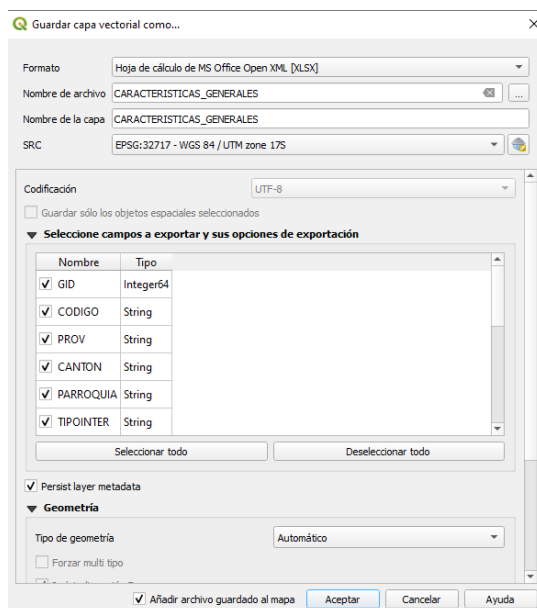 Guardar capa vectorial como...
Formato Hoja de cálculo de MS Office Open XML [XLSX]
Nombre de archivo CARACTERISTICAS_GENERALES ...
Nombre de la capa CARACTERISTICAS_GENERALES
SRC EPSG:32717 - WGS 84 / UTM zone 17S
Codificación UTF-8
Guardar sólo los objetos espaciales seleccionados
Seleccione campos a exportar y sus opciones de exportación
Nombre Tipo
GID Integer64
CODIGO String
PROV String
CANTON String
PARROQUIA String
TIPOINTER String
Seleccionar todo Deseleccionar todo
Persist layer metadata
Geometría
Tipo de geometría Automático
Forzar multi tipo
Añadir archivo guardado al mapa Aceptar Cancelar Ayuda